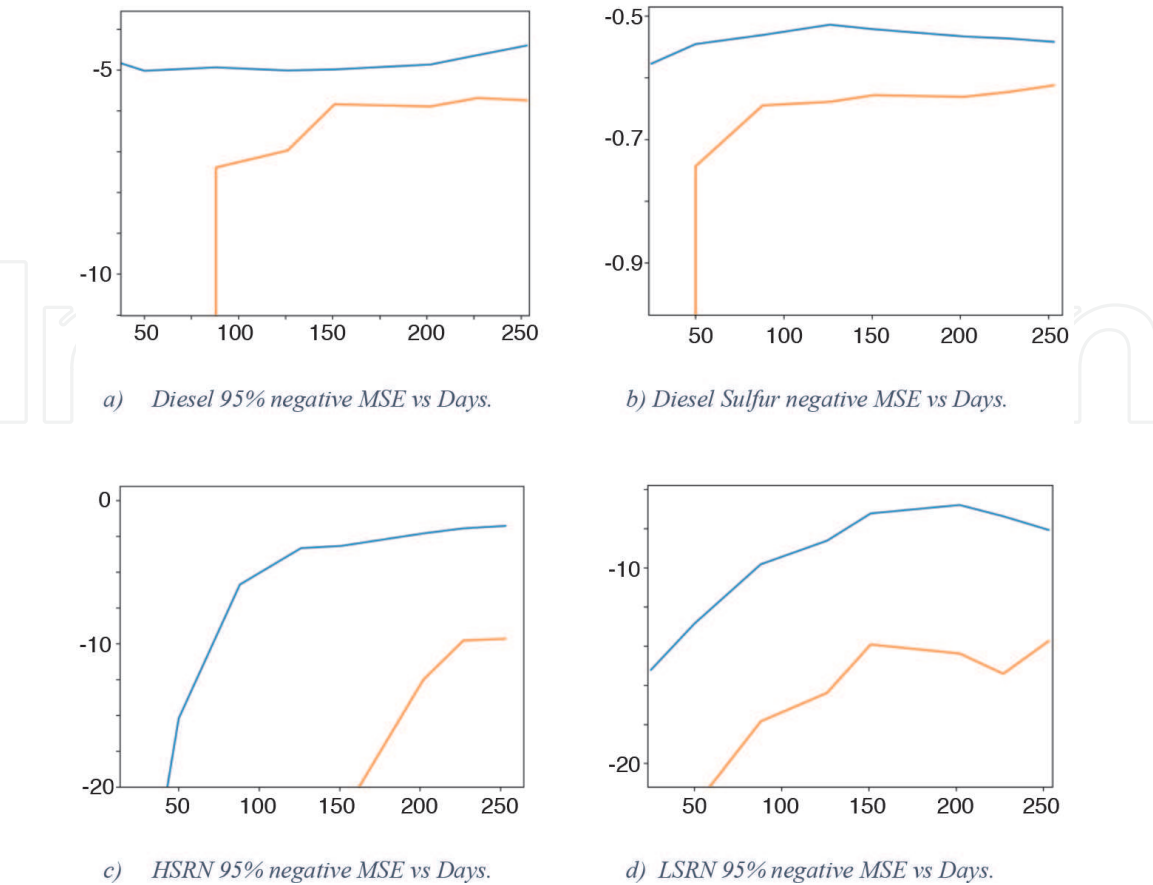 -5
-10
50 100 150 200 250
a) Diesel 95% negative MSE vs Days.
-0.5
-0.7
-0.9
50 100 150 200 250
b) Diesel Sulfur negative MSE vs Days.
0
-10
-20
50 100 150 200 250
c) HSRN 95% negative MSE vs Days.
-10
-20
50 100 150 200 250
d) LSRN 95% negative MSE vs Days.